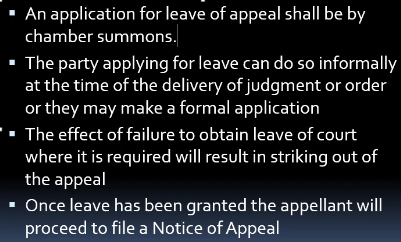 ▪ An application for leave of appeal shall be by
chamber summons.
▪ The party applying for leave can do so informally
at the time of the delivery of judgment or order
or they may make a formal application
▪ The effect of failure to obtain leave of court
where it is required will result in striking out of
the appeal
▪ Once leave has been granted the appellant will
proceed to file a Notice of Appeal